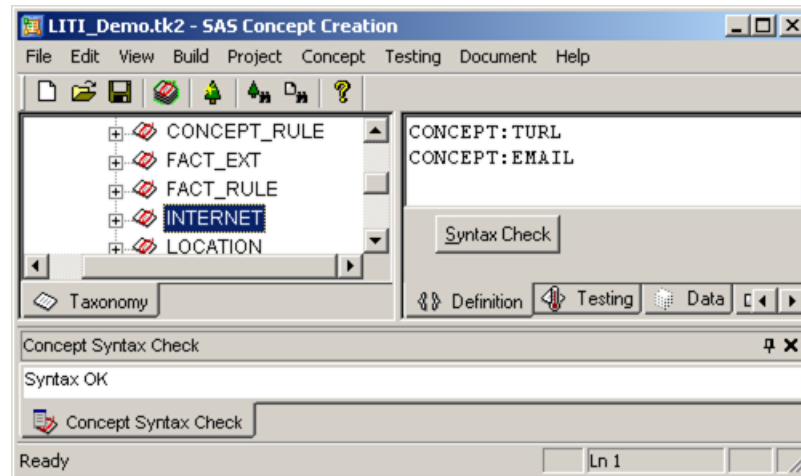 LITI_Demo.tk2 - SAS Concept Creation
File Edit View Build Project Concept Testing Document Help
CONCEPT_RULE
FACT_EXT
FACT_RULE
INTERNET
LOCATION
Taxonomy
CONCEPT:TURL
CONCEPT:EMAIL
Syntax Check
Definition Testing Data
Concept Syntax Check
Syntax OK
Concept Syntax Check
Ready Ln 1